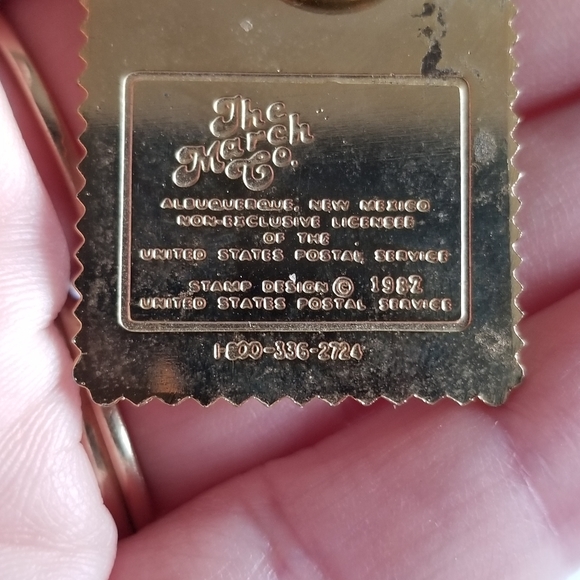 The
March
Co.
ALBUQUERQUE, NEW MEXICO
NON-EXCLUSIVE LICENSEE
OF THE
UNITED STATES POSTAL SERVICE
STAMP DESIGN © 1982
UNITED STATES POSTAL SERVICE
1-800-336-2724